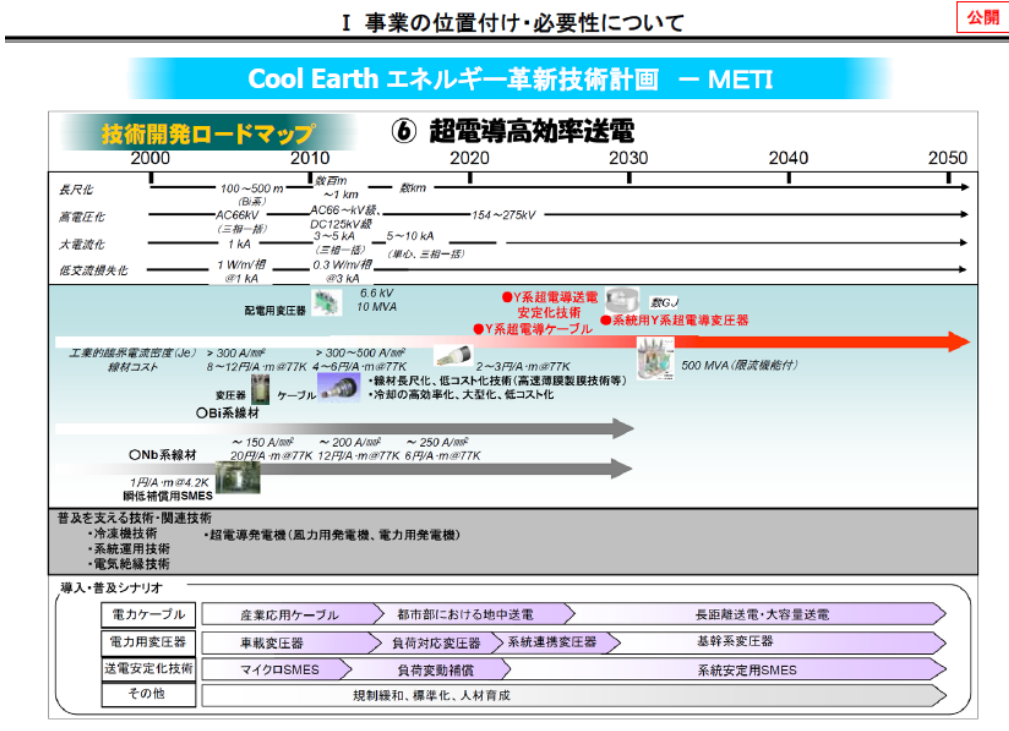 I 事業の位置付け・必要性について
公開
Cool Earth エネルギー革新技術計画 － METI
技術開発ロードマップ
⑥ 超電導高効率送電
2000 2010 2020 2030 2040 2050
長尺化
100～500 m
(Bi系)
数百m
～1 km
数km
高電圧化
AC66kV
(三相一括)
AC66～kV級、
DC125kV級
154～275kV
大電流化
1 kA
3～5 kA
(三相一括)
5～10 kA
(単心、三相一括)
低交流損失化
1 W/m/相
@1 kA
0.3 W/m/相
@3 kA
配電用変圧器
6.6 kV
10 MVA
●Y系超電導送電
安定化技術
●Y系超電導ケーブル
数GJ
●系統用Y系超電導変圧器
工業的臨界電流密度(Je)
線材コスト
> 300 A/mm²
8～12円/A·m@77K
> 300～500 A/mm²
4～6円/A·m@77K
2～3円/A·m@77K
500 MVA (限流機能付)
変圧器
ケーブル
・線材長尺化、低コスト化技術(高速薄膜製膜技術等)
・冷却の高効率化、大型化、低コスト化
○Bi系線材
～ 150 A/mm²
20円/A·m@77K
～ 200 A/mm²
12円/A·m@77K
～ 250 A/mm²
6円/A·m@77K
○Nb系線材
1円/A·m@4.2K
瞬低補償用SMES
普及を支える技術・関連技術
・冷凍機技術
・系統運用技術
・電気絶縁技術
・超電導発電機(風力用発電機、電力用発電機)
導入・普及シナリオ
電力ケーブル 産業応用ケーブル 都市部における地中送電 長距離送電・大容量送電
電力用変圧器 車載変圧器 負荷対応変圧器 系統連携変圧器 基幹系変圧器
送電安定化技術 マイクロSMES 負荷変動補償 系統安定用SMES
その他 規制緩和、標準化、人材育成